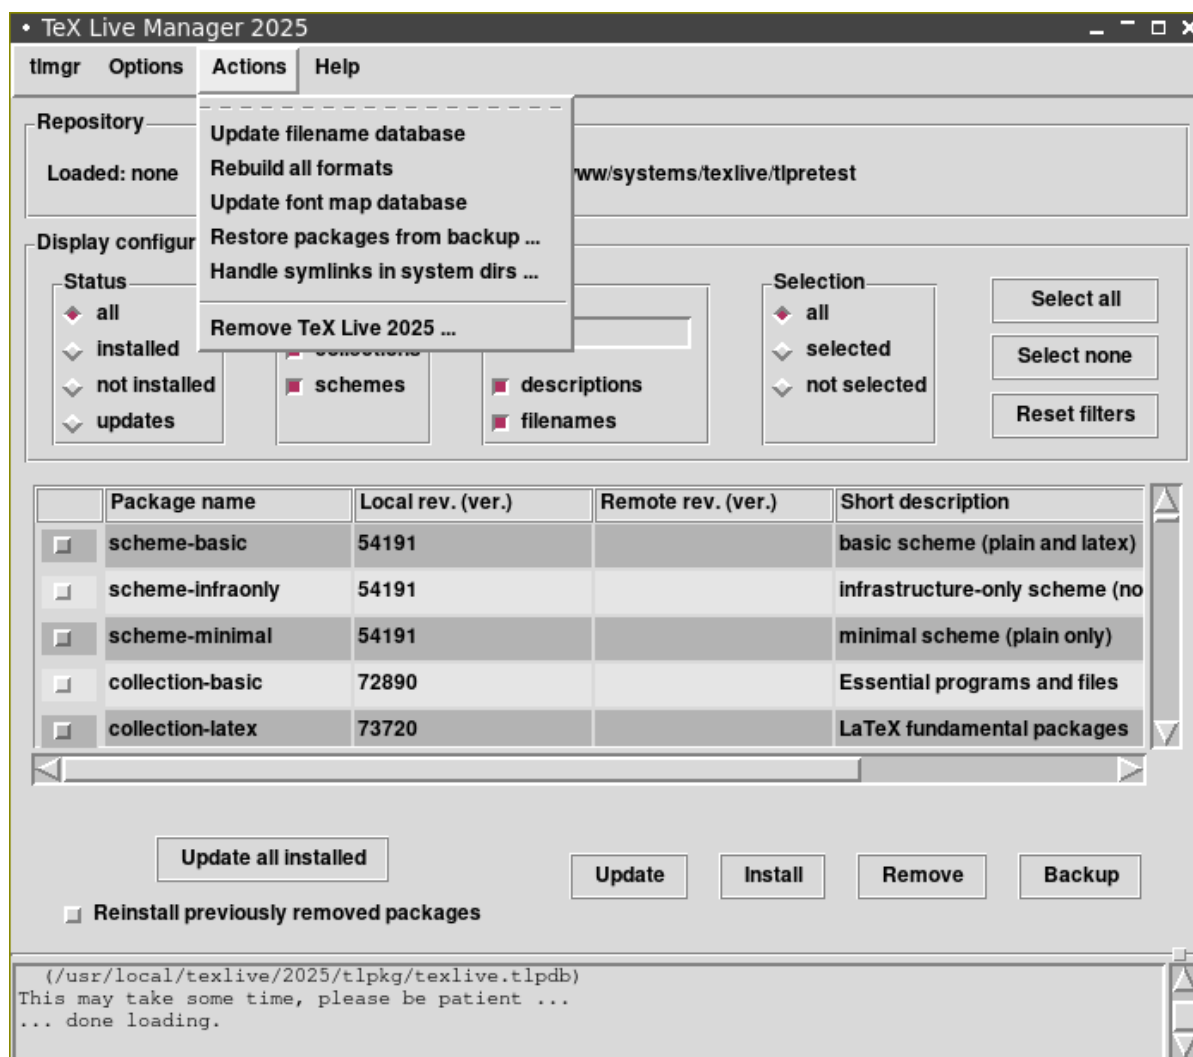 TeX Live Manager 2025
tlmgr Options Actions Help
Update filename database
Rebuild all formats
Update font map database
Restore packages from backup ...
Handle symlinks in system dirs ...
Remove TeX Live 2025 ...
Repository
Loaded: none
ww/systems/texlive/tlpretest
Display configur
Status
all
installed
not installed
updates
collections
schemes
descriptions
filenames
Selection
all
selected
not selected
Select all
Select none
Reset filters
Package name Local rev. (ver.) Remote rev. (ver.) Short description
scheme-basic 54191 basic scheme (plain and latex)
scheme-infraonly 54191 infrastructure-only scheme (no
scheme-minimal 54191 minimal scheme (plain only)
collection-basic 72890 Essential programs and files
collection-latex 73720 LaTeX fundamental packages
Update all installed
Update Install Remove Backup
Reinstall previously removed packages
(/usr/local/texlive/2025/tlpkg/texlive.tlpdb)
This may take some time, please be patient ...
... done loading.